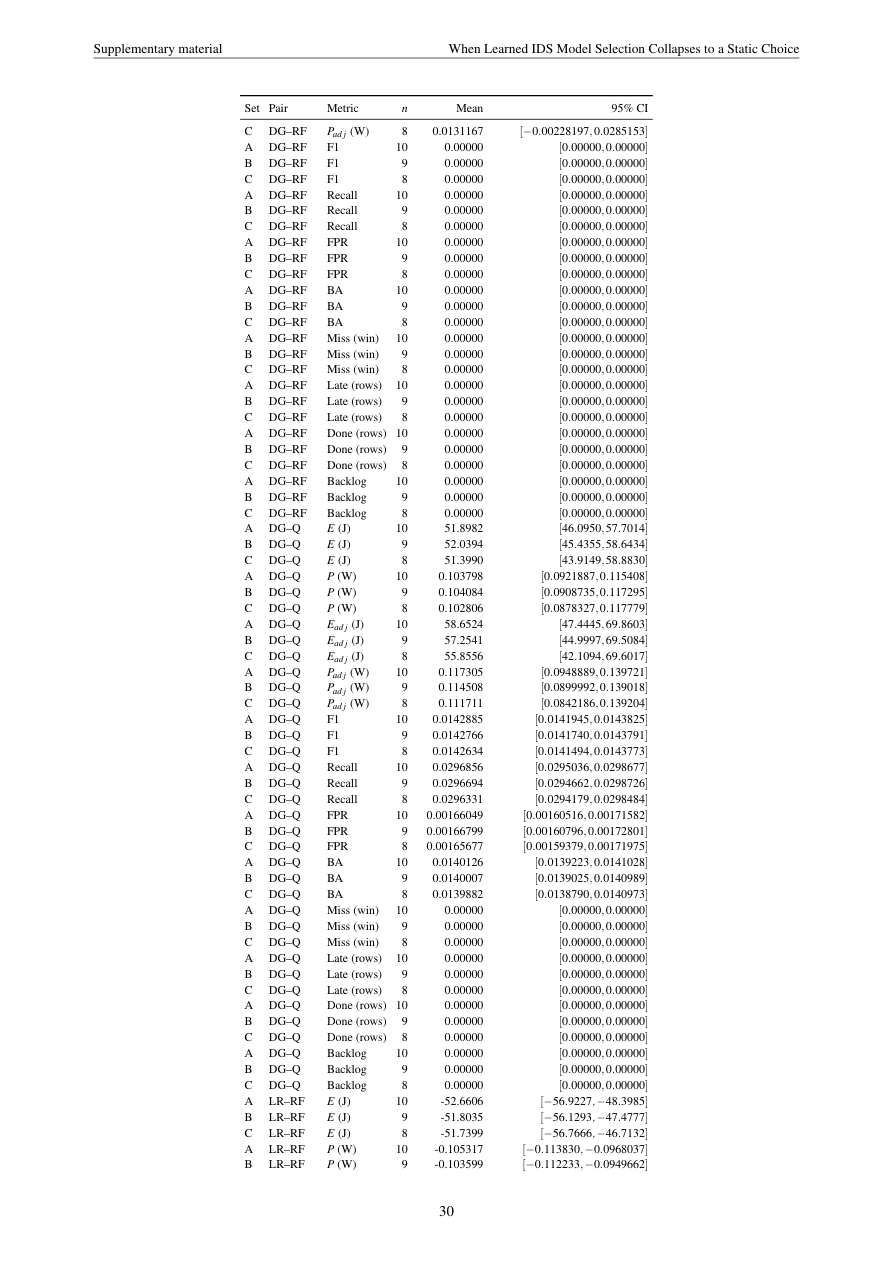 Supplementary material When Learned IDS Model Selection Collapses to a Static Choice
Set Pair Metric n Mean 95% CI
C DG–RF P_adj (W) 8 0.0131167 [−0.00228197, 0.0285153]
A DG–RF F1 10 0.00000 [0.00000, 0.00000]
B DG–RF F1 9 0.00000 [0.00000, 0.00000]
C DG–RF F1 8 0.00000 [0.00000, 0.00000]
A DG–RF Recall 10 0.00000 [0.00000, 0.00000]
B DG–RF Recall 9 0.00000 [0.00000, 0.00000]
C DG–RF Recall 8 0.00000 [0.00000, 0.00000]
A DG–RF FPR 10 0.00000 [0.00000, 0.00000]
B DG–RF FPR 9 0.00000 [0.00000, 0.00000]
C DG–RF FPR 8 0.00000 [0.00000, 0.00000]
A DG–RF BA 10 0.00000 [0.00000, 0.00000]
B DG–RF BA 9 0.00000 [0.00000, 0.00000]
C DG–RF BA 8 0.00000 [0.00000, 0.00000]
A DG–RF Miss (win) 10 0.00000 [0.00000, 0.00000]
B DG–RF Miss (win) 9 0.00000 [0.00000, 0.00000]
C DG–RF Miss (win) 8 0.00000 [0.00000, 0.00000]
A DG–RF Late (rows) 10 0.00000 [0.00000, 0.00000]
B DG–RF Late (rows) 9 0.00000 [0.00000, 0.00000]
C DG–RF Late (rows) 8 0.00000 [0.00000, 0.00000]
A DG–RF Done (rows) 10 0.00000 [0.00000, 0.00000]
B DG–RF Done (rows) 9 0.00000 [0.00000, 0.00000]
C DG–RF Done (rows) 8 0.00000 [0.00000, 0.00000]
A DG–RF Backlog 10 0.00000 [0.00000, 0.00000]
B DG–RF Backlog 9 0.00000 [0.00000, 0.00000]
C DG–RF Backlog 8 0.00000 [0.00000, 0.00000]
A DG–Q E (J) 10 51.8982 [46.0950, 57.7014]
B DG–Q E (J) 9 52.0394 [45.4355, 58.6434]
C DG–Q E (J) 8 51.3990 [43.9149, 58.8830]
A DG–Q P (W) 10 0.103798 [0.0921887, 0.115408]
B DG–Q P (W) 9 0.104084 [0.0908735, 0.117295]
C DG–Q P (W) 8 0.102806 [0.0878327, 0.117779]
A DG–Q E_adj (J) 10 58.6524 [47.4445, 69.8603]
B DG–Q E_adj (J) 9 57.2541 [44.9997, 69.5084]
C DG–Q E_adj (J) 8 55.8556 [42.1094, 69.6017]
A DG–Q P_adj (W) 10 0.117305 [0.0948889, 0.139721]
B DG–Q P_adj (W) 9 0.114508 [0.0899992, 0.139018]
C DG–Q P_adj (W) 8 0.111711 [0.0842186, 0.139204]
A DG–Q F1 10 0.0142885 [0.0141945, 0.0143825]
B DG–Q F1 9 0.0142766 [0.0141740, 0.0143791]
C DG–Q F1 8 0.0142634 [0.0141494, 0.0143773]
A DG–Q Recall 10 0.0296856 [0.0295036, 0.0298677]
B DG–Q Recall 9 0.0296694 [0.0294662, 0.0298726]
C DG–Q Recall 8 0.0296331 [0.0294179, 0.0298484]
A DG–Q FPR 10 0.00166049 [0.00160516, 0.00171582]
B DG–Q FPR 9 0.00166799 [0.00160796, 0.00172801]
C DG–Q FPR 8 0.00165677 [0.00159379, 0.00171975]
A DG–Q BA 10 0.0140126 [0.0139223, 0.0141028]
B DG–Q BA 9 0.0140007 [0.0139025, 0.0140989]
C DG–Q BA 8 0.0139882 [0.0138790, 0.0140973]
A DG–Q Miss (win) 10 0.00000 [0.00000, 0.00000]
B DG–Q Miss (win) 9 0.00000 [0.00000, 0.00000]
C DG–Q Miss (win) 8 0.00000 [0.00000, 0.00000]
A DG–Q Late (rows) 10 0.00000 [0.00000, 0.00000]
B DG–Q Late (rows) 9 0.00000 [0.00000, 0.00000]
C DG–Q Late (rows) 8 0.00000 [0.00000, 0.00000]
A DG–Q Done (rows) 10 0.00000 [0.00000, 0.00000]
B DG–Q Done (rows) 9 0.00000 [0.00000, 0.00000]
C DG–Q Done (rows) 8 0.00000 [0.00000, 0.00000]
A DG–Q Backlog 10 0.00000 [0.00000, 0.00000]
B DG–Q Backlog 9 0.00000 [0.00000, 0.00000]
C DG–Q Backlog 8 0.00000 [0.00000, 0.00000]
A LR–RF E (J) 10 -52.6606 [−56.9227, −48.3985]
B LR–RF E (J) 9 -51.8035 [−56.1293, −47.4777]
C LR–RF E (J) 8 -51.7399 [−56.7666, −46.7132]
A LR–RF P (W) 10 -0.105317 [−0.113830, −0.0968037]
B LR–RF P (W) 9 -0.103599 [−0.112233, −0.0949662]
30